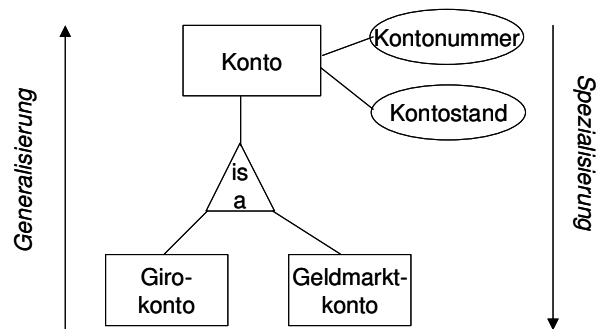 Kontonummer
Konto
Kontostand
Generalisierung
Spezialisierung
is
a
Giro-
konto
Geldmarkt-
konto